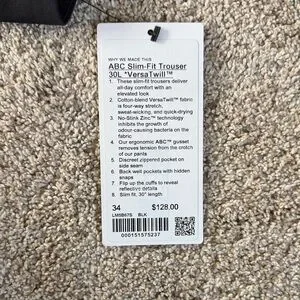 WHY WE MADE THIS
ABC Slim-Fit Trouser
30L *VersaTwill™
1. These slim-fit trousers deliver
all-day comfort with an
elevated look
2. Cotton-blend VersaTwill™ fabric
is four-way stretch,
sweat-wicking, and quick-drying
3. No-Stink Zinc™ technology
inhibits the growth of
odour-causing bacteria on the
fabric
4. Our ergonomic ABC™ gusset
removes tension from the crotch
of our pants
5. Discreet zippered pocket on
side seam
6. Back welt pockets with hidden
snaps
7. Flip up the cuffs to reveal
reflective details
8. Slim fit, 30" length
34 $128.00
LM5B67S BLK
000151575237